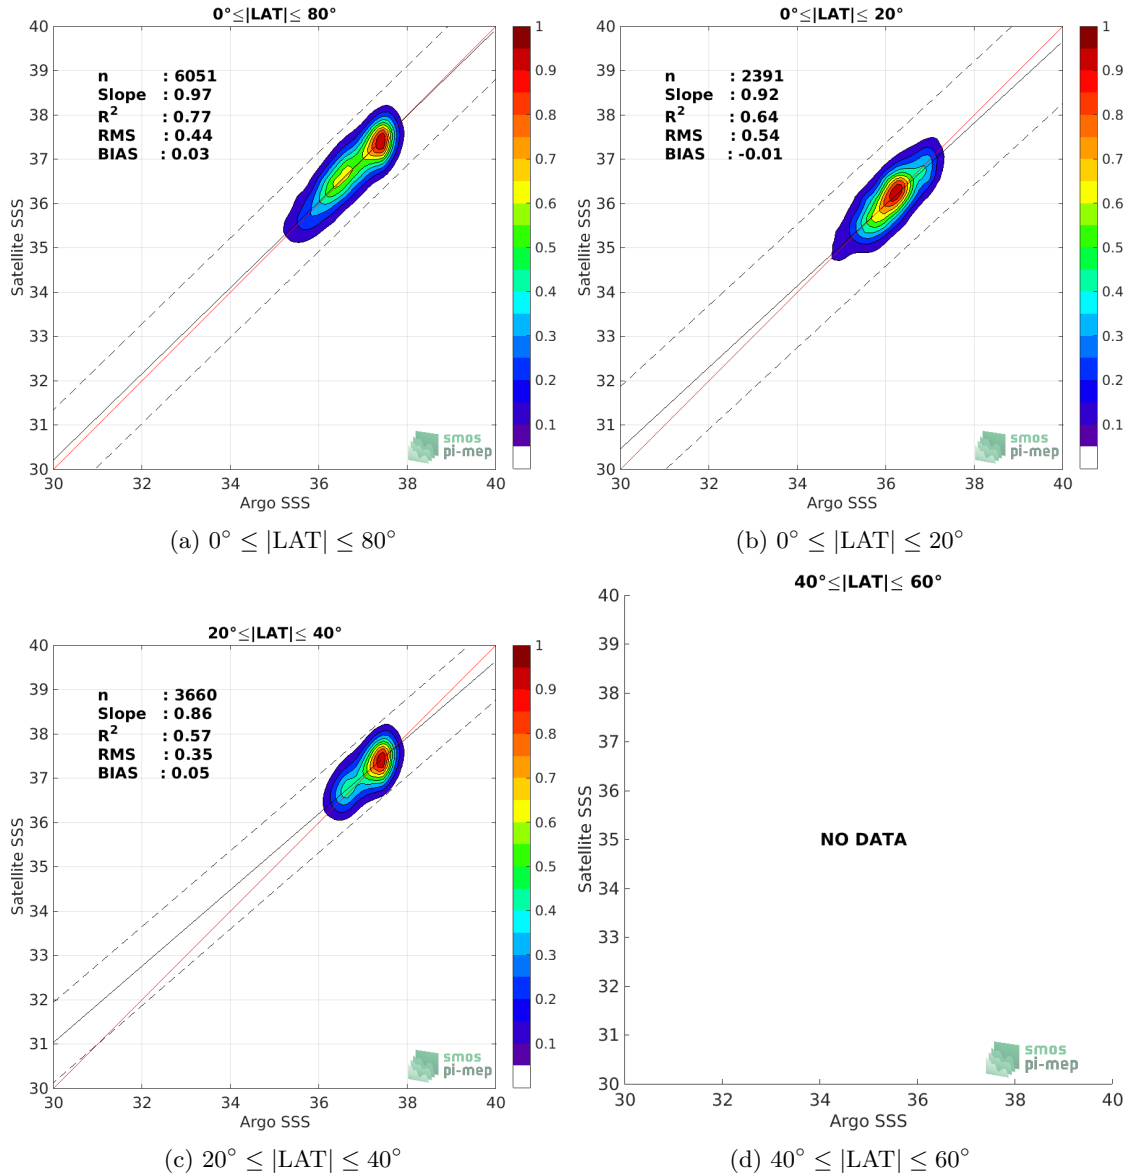 0°≤|LAT|≤ 80°
n : 6051
Slope : 0.97
R² : 0.77
RMS : 0.44
BIAS : 0.03
40
39
38
37
36
35
34
33
32
31
30
Satellite SSS
30 32 34 36 38 40
Argo SSS
1
0.9
0.8
0.7
0.6
0.5
0.4
0.3
0.2
0.1
smos
pi-mep
(a) 0° ≤ |LAT| ≤ 80°
0°≤|LAT|≤ 20°
n : 2391
Slope : 0.92
R² : 0.64
RMS : 0.54
BIAS : -0.01
40
39
38
37
36
35
34
33
32
31
30
Satellite SSS
30 32 34 36 38 40
Argo SSS
1
0.9
0.8
0.7
0.6
0.5
0.4
0.3
0.2
0.1
smos
pi-mep
(b) 0° ≤ |LAT| ≤ 20°
20°≤|LAT|≤ 40°
n : 3660
Slope : 0.86
R² : 0.57
RMS : 0.35
BIAS : 0.05
40
39
38
37
36
35
34
33
32
31
30
Satellite SSS
30 32 34 36 38 40
Argo SSS
1
0.9
0.8
0.7
0.6
0.5
0.4
0.3
0.2
0.1
smos
pi-mep
(c) 20° ≤ |LAT| ≤ 40°
40°≤|LAT|≤ 60°
40
39
38
37
36
35
34
33
32
31
30
Satellite SSS
NO DATA
30 32 34 36 38 40
Argo SSS
smos
pi-mep
(d) 40° ≤ |LAT| ≤ 60°